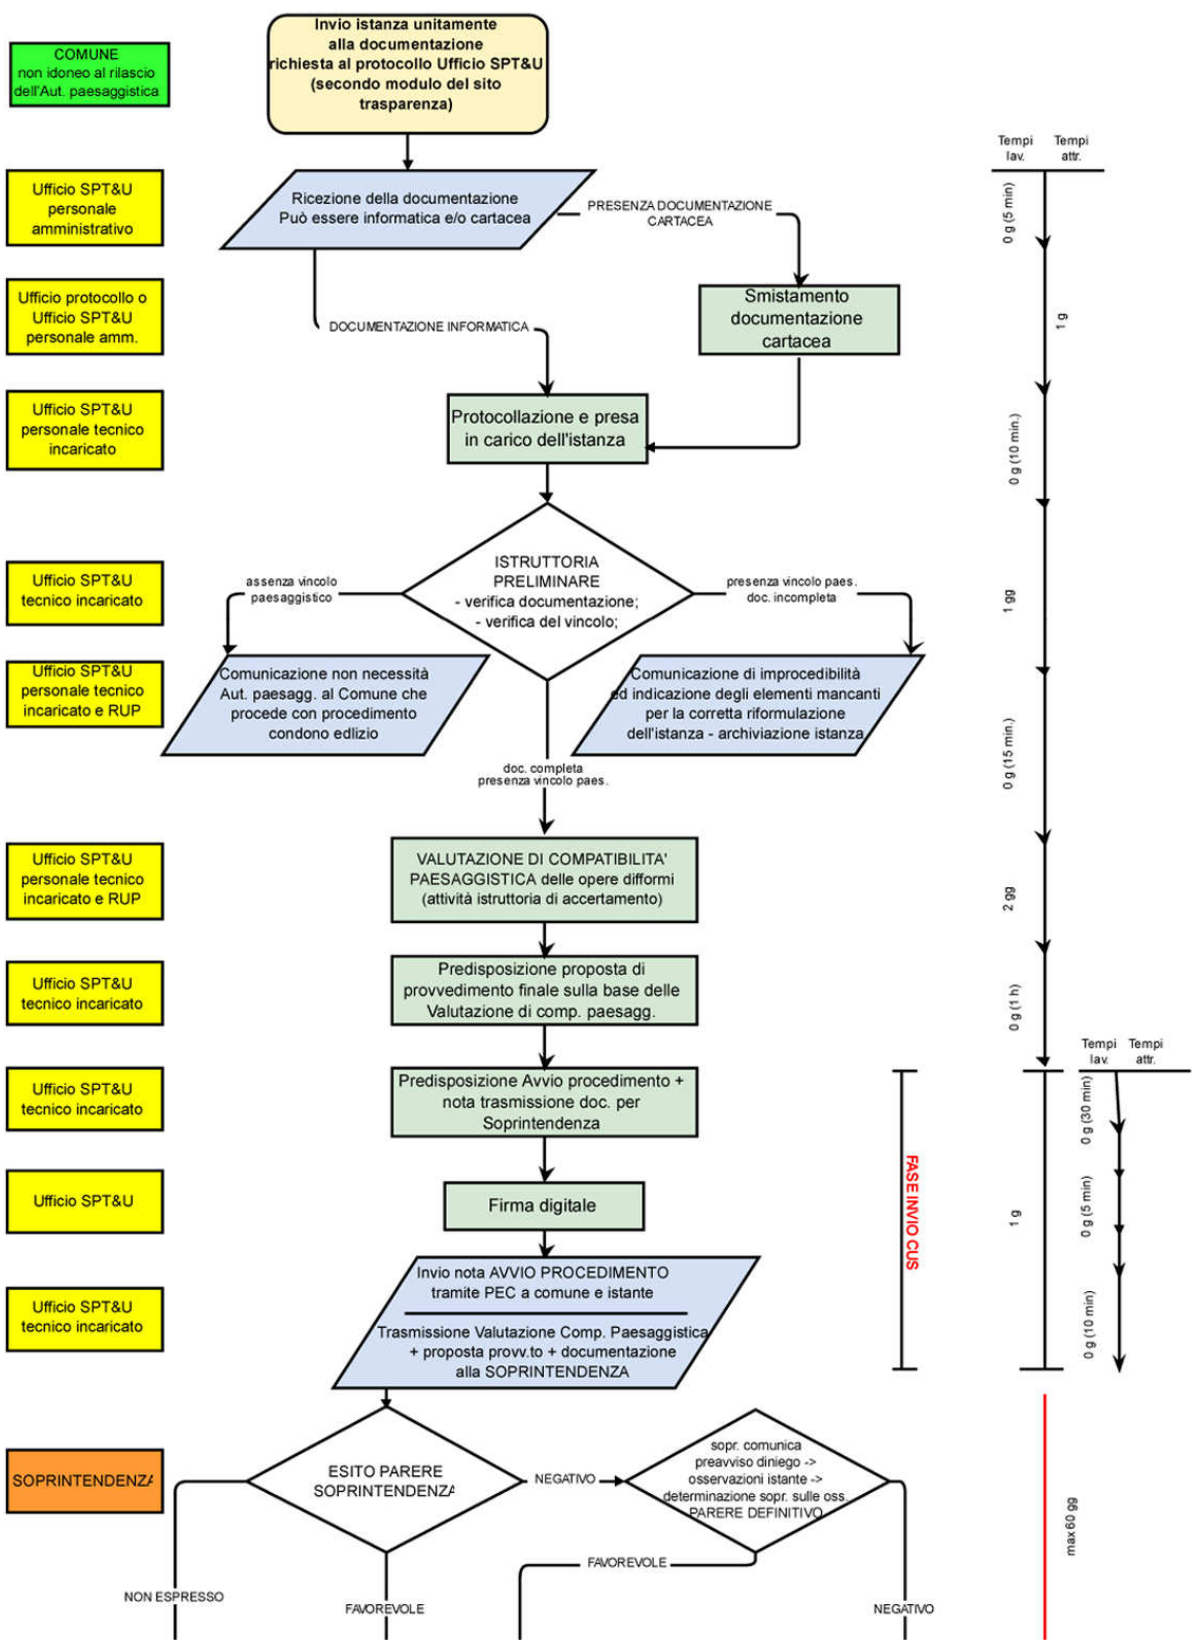 Invio istanza unitamente
alla documentazione
richiesta al protocollo Ufficio SPT&U
(secondo modulo del sito
trasparenza)
COMUNE
non idoneo al rilascio
dell'Aut. paesaggistica
Tempi
lav.
Tempi
attr.
Ufficio SPT&U
personale
amministrativo
Ricezione della documentazione
Può essere informatica e/o cartacea
PRESENZA DOCUMENTAZIONE
CARTACEA
0 g (5 min)
Ufficio protocollo o
Ufficio SPT&U
personale amm.
DOCUMENTAZIONE INFORMATICA
Smistamento
documentazione
cartacea
1 g
Ufficio SPT&U
personale tecnico
incaricato
Protocollazione e presa
in carico dell'istanza
0 g (10 min.)
Ufficio SPT&U
tecnico incaricato
assenza vincolo
paesaggistico
ISTRUTTORIA
PRELIMINARE
- verifica documentazione;
- verifica del vincolo;
presenza vincolo paes.
doc. incompleta
1 gg
Ufficio SPT&U
personale tecnico
incaricato e RUP
Comunicazione non necessità
Aut. paesagg. al Comune che
procede con procedimento
condono edlizio
Comunicazione di improcedibilità
ed indicazione degli elementi mancanti
per la corretta riformulazione
dell'istanza - archiviazione istanza
0 g (15 min.)
doc. completa
presenza vincolo paes.
Ufficio SPT&U
personale tecnico
incaricato e RUP
VALUTAZIONE DI COMPATIBILITA'
PAESAGGISTICA delle opere difformi
(attività istruttoria di accertamento)
2 gg
Ufficio SPT&U
tecnico incaricato
Predisposizione proposta di
provvedimento finale sulla base delle
Valutazione di comp. paesagg.
0 g (1 h)
Tempi
lav.
Tempi
attr.
Ufficio SPT&U
tecnico incaricato
Predisposizione Avvio procedimento +
nota trasmissione doc. per
Soprintendenza
0 g (30 min)
Ufficio SPT&U
Firma digitale
FASE INVIO CUS
1 g
0 g (5 min)
Ufficio SPT&U
tecnico incaricato
Invio nota AVVIO PROCEDIMENTO
tramite PEC a comune e istante
Trasmissione Valutazione Comp. Paesaggistica
+ proposta provv.to + documentazione
alla SOPRINTENDENZA
0 g (10 min)
SOPRINTENDENZA
ESITO PARERE
SOPRINTENDENZA
NEGATIVO
sopr. comunica
preavviso diniego ->
osservazioni istante ->
determinazione sopr. sulle oss.
PARERE DEFINITIVO
max 60 gg
NON ESPRESSO
FAVOREVOLE
FAVOREVOLE
NEGATIVO